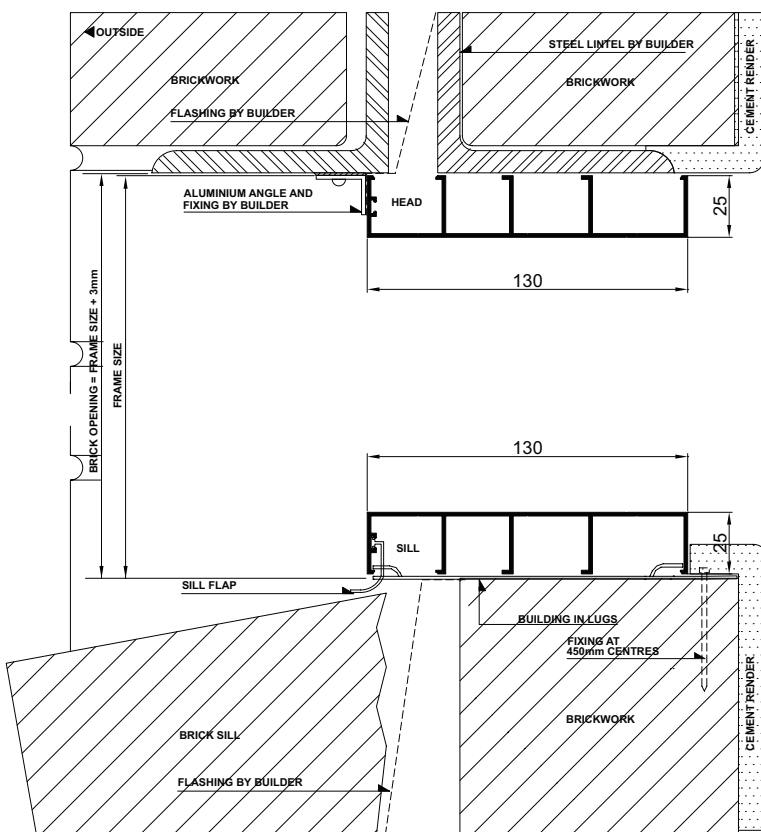 OUTSIDE
STEEL LINTEL BY BUILDER
BRICKWORK
BRICKWORK
CEMENT RENDER
FLASHING BY BUILDER
ALUMINIUM ANGLE AND
FIXING BY BUILDER
HEAD
25
130
BRICK OPENING = FRAME SIZE + 3mm
FRAME SIZE
130
25
SILL
SILL FLAP
BUILDING IN LUGS
FIXING AT
450mm CENTRES
CEMENT RENDER
BRICKWORK
BRICK SILL
FLASHING BY BUILDER